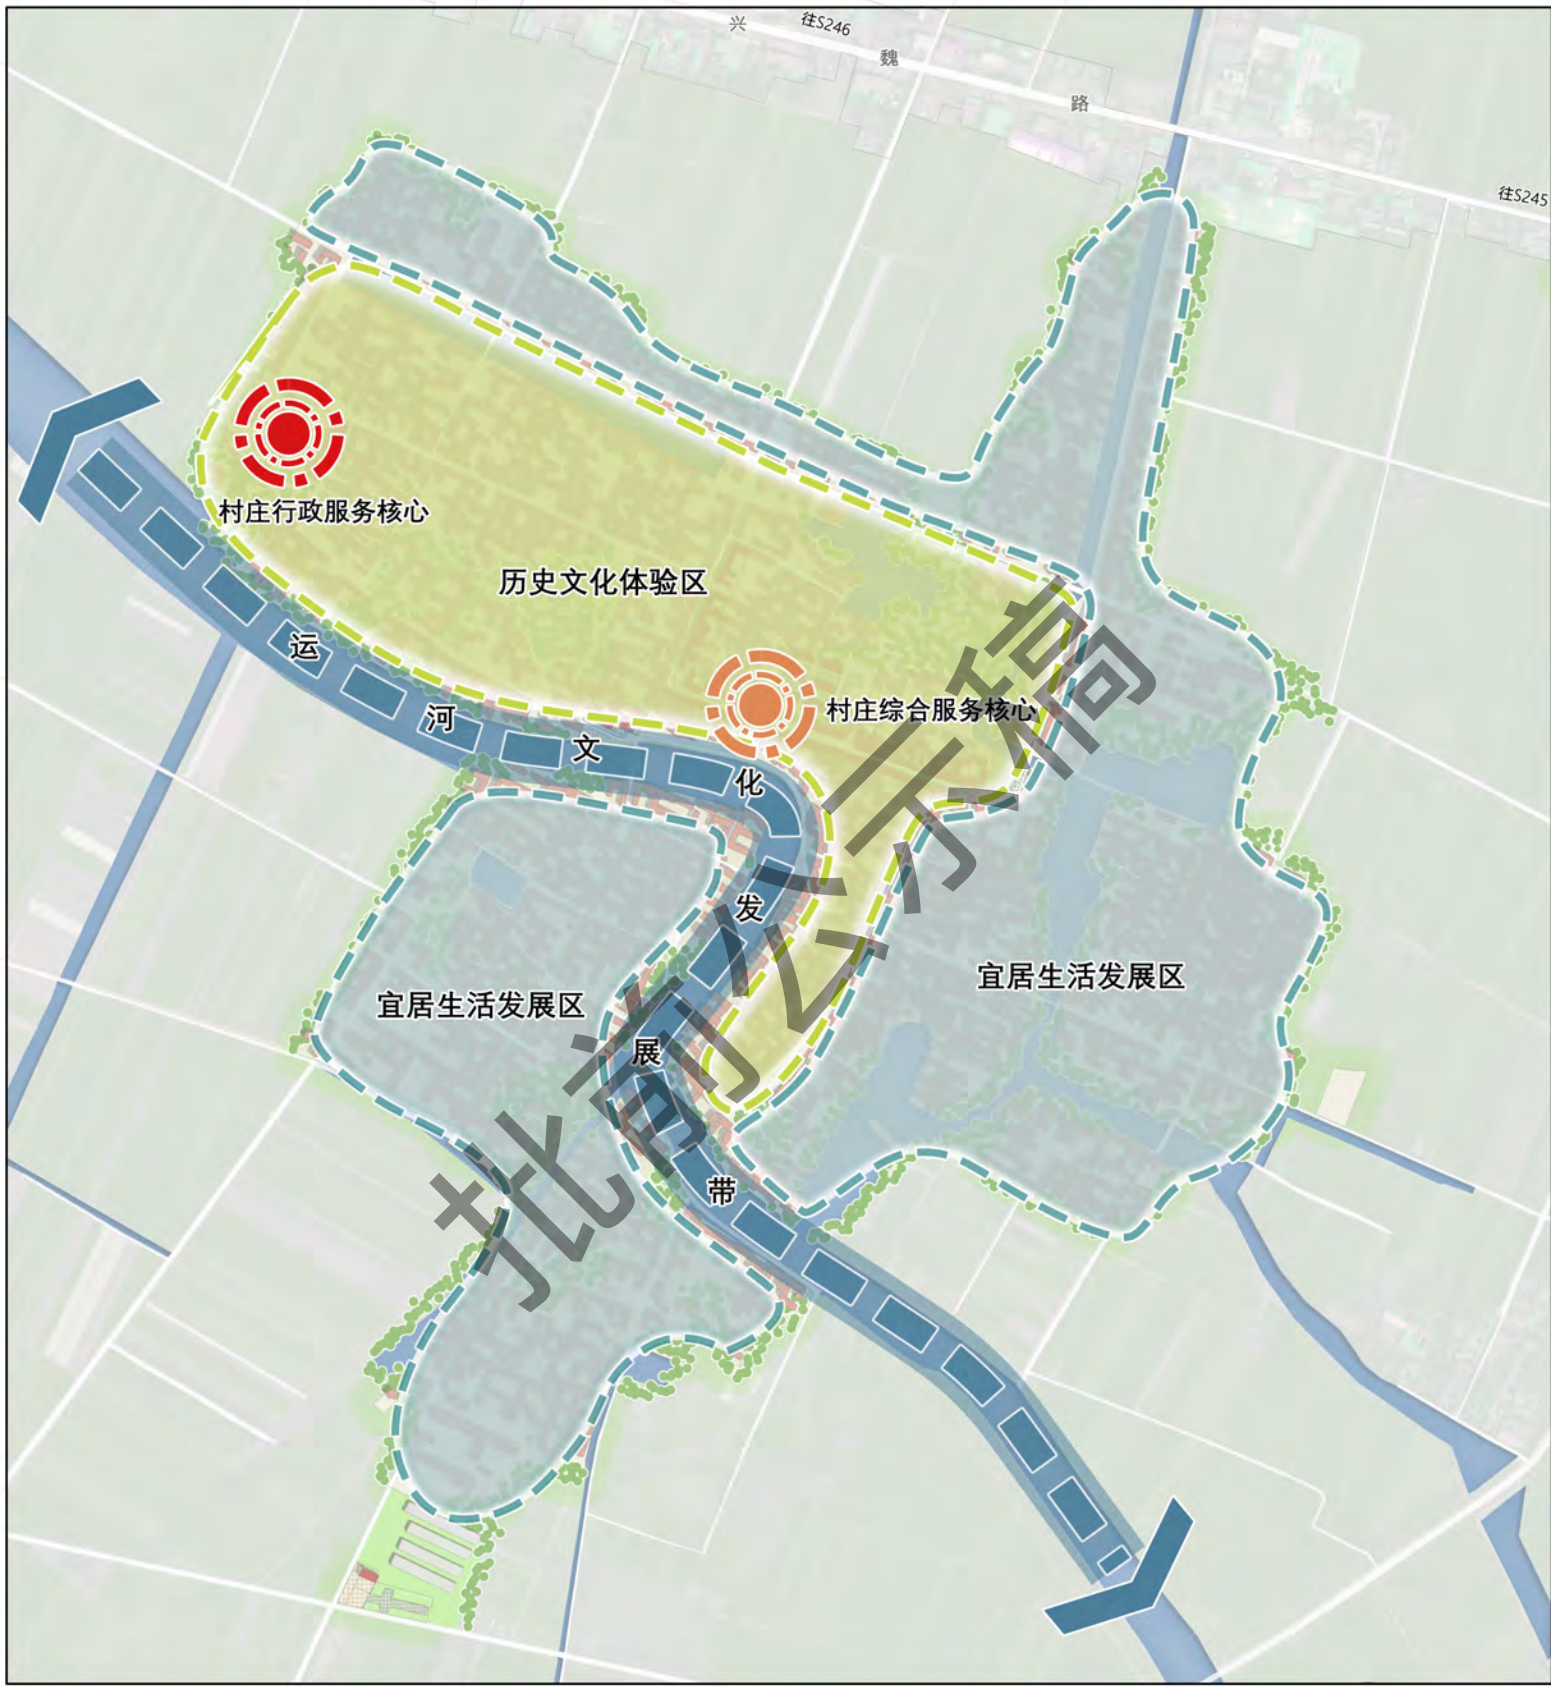 往S246
兴魏路
往S245
村庄行政服务核心
历史文化体验区
村庄综合服务核心
运河文化发展带
宜居生活发展区
宜居生活发展区
批前公示稿